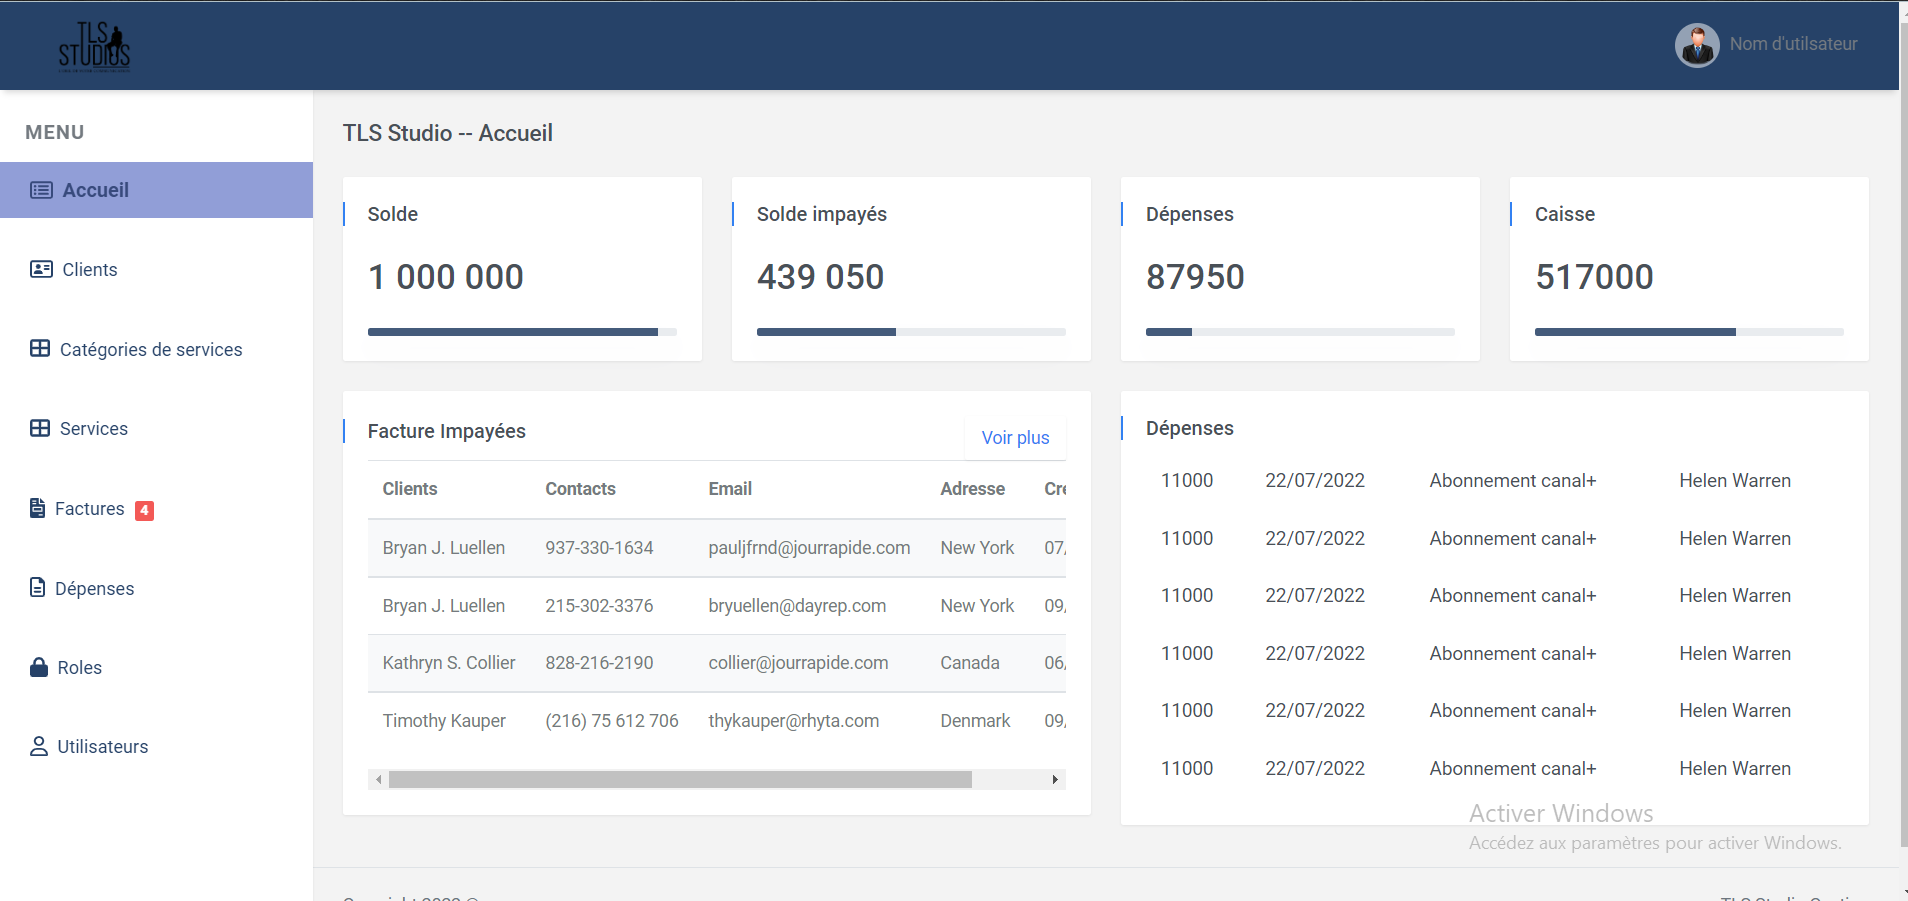 TLS
STUDIOS
Nom d'utilsateur
MENU
Accueil
Clients
Catégories de services
Services
Factures 4
Dépenses
Roles
Utilisateurs
TLS Studio -- Accueil
Solde
1 000 000
Solde impayés
439 050
Dépenses
87950
Caisse
517000
Facture Impayées
Voir plus
Clients Contacts Email Adresse Cre
Bryan J. Luellen 937-330-1634 pauljfrnd@jourrapide.com New York 07/
Bryan J. Luellen 215-302-3376 bryuellen@dayrep.com New York 09/
Kathryn S. Collier 828-216-2190 collier@jourrapide.com Canada 06/
Timothy Kauper (216) 75 612 706 thykauper@rhyta.com Denmark 09/
Dépenses
11000 22/07/2022 Abonnement canal+ Helen Warren
11000 22/07/2022 Abonnement canal+ Helen Warren
11000 22/07/2022 Abonnement canal+ Helen Warren
11000 22/07/2022 Abonnement canal+ Helen Warren
11000 22/07/2022 Abonnement canal+ Helen Warren
11000 22/07/2022 Abonnement canal+ Helen Warren
Activer Windows
Accédez aux paramètres pour activer Windows.